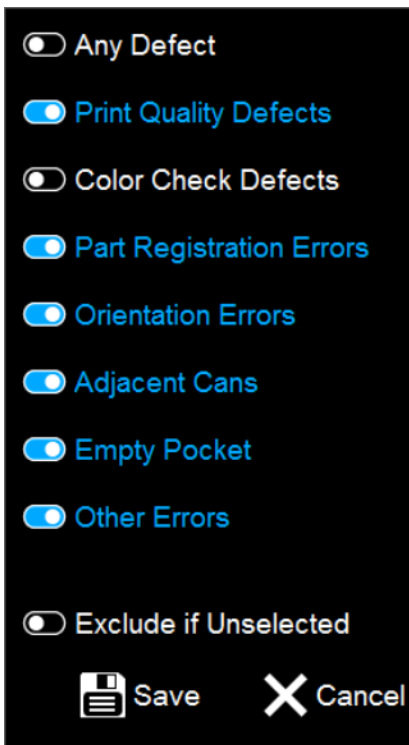 Any Defect
Print Quality Defects
Color Check Defects
Part Registration Errors
Orientation Errors
Adjacent Cans
Empty Pocket
Other Errors
Exclude if Unselected
Save Cancel